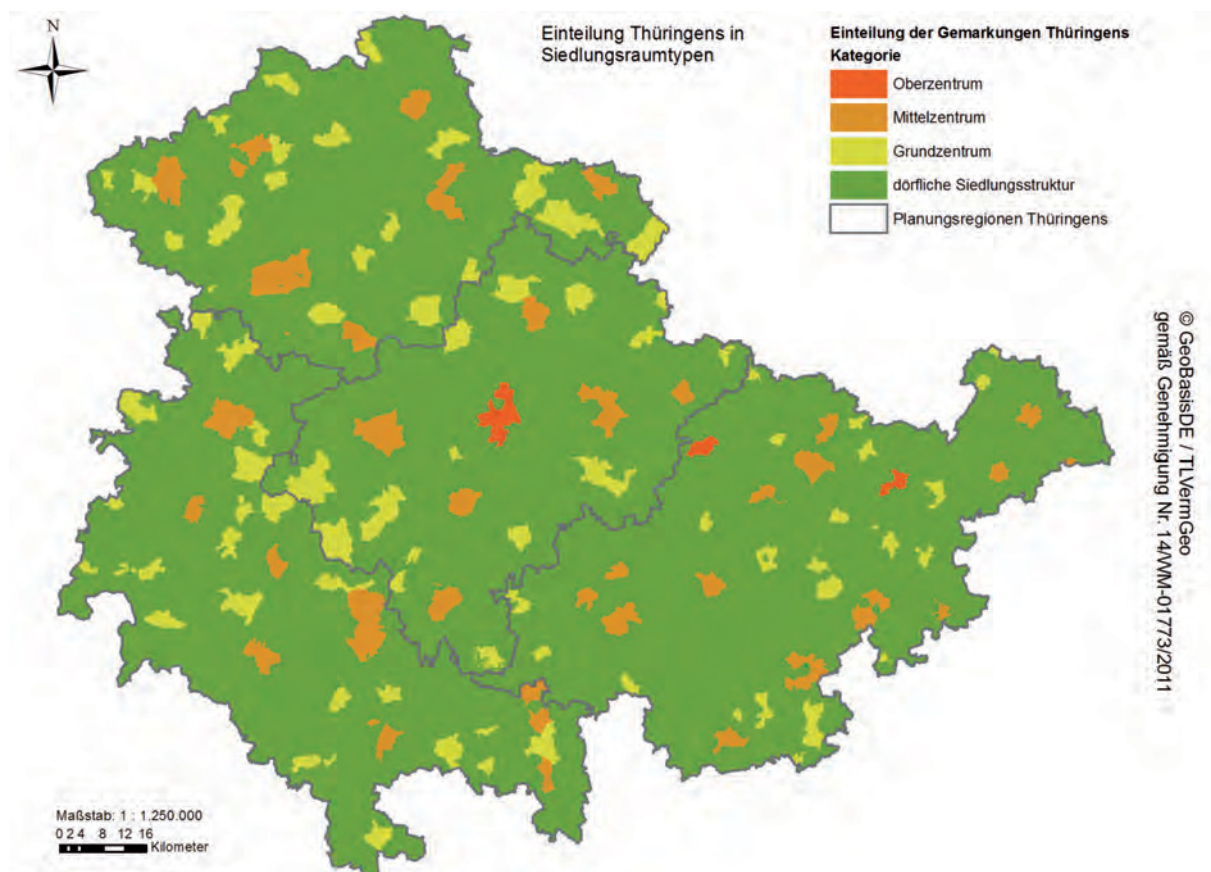 N
Einteilung Thüringens in
Siedlungsraumtypen
Einteilung der Gemarkungen Thüringens
Kategorie
Oberzentrum
Mittelzentrum
Grundzentrum
dörfliche Siedlungsstruktur
Planungsregionen Thüringens
© GeoBasisDE / TLVermGeo
gemäß Genehmigung Nr. 14/WM-01773/2011
Maßstab: 1 : 1.250.000
0 2 4 8 12 16
Kilometer